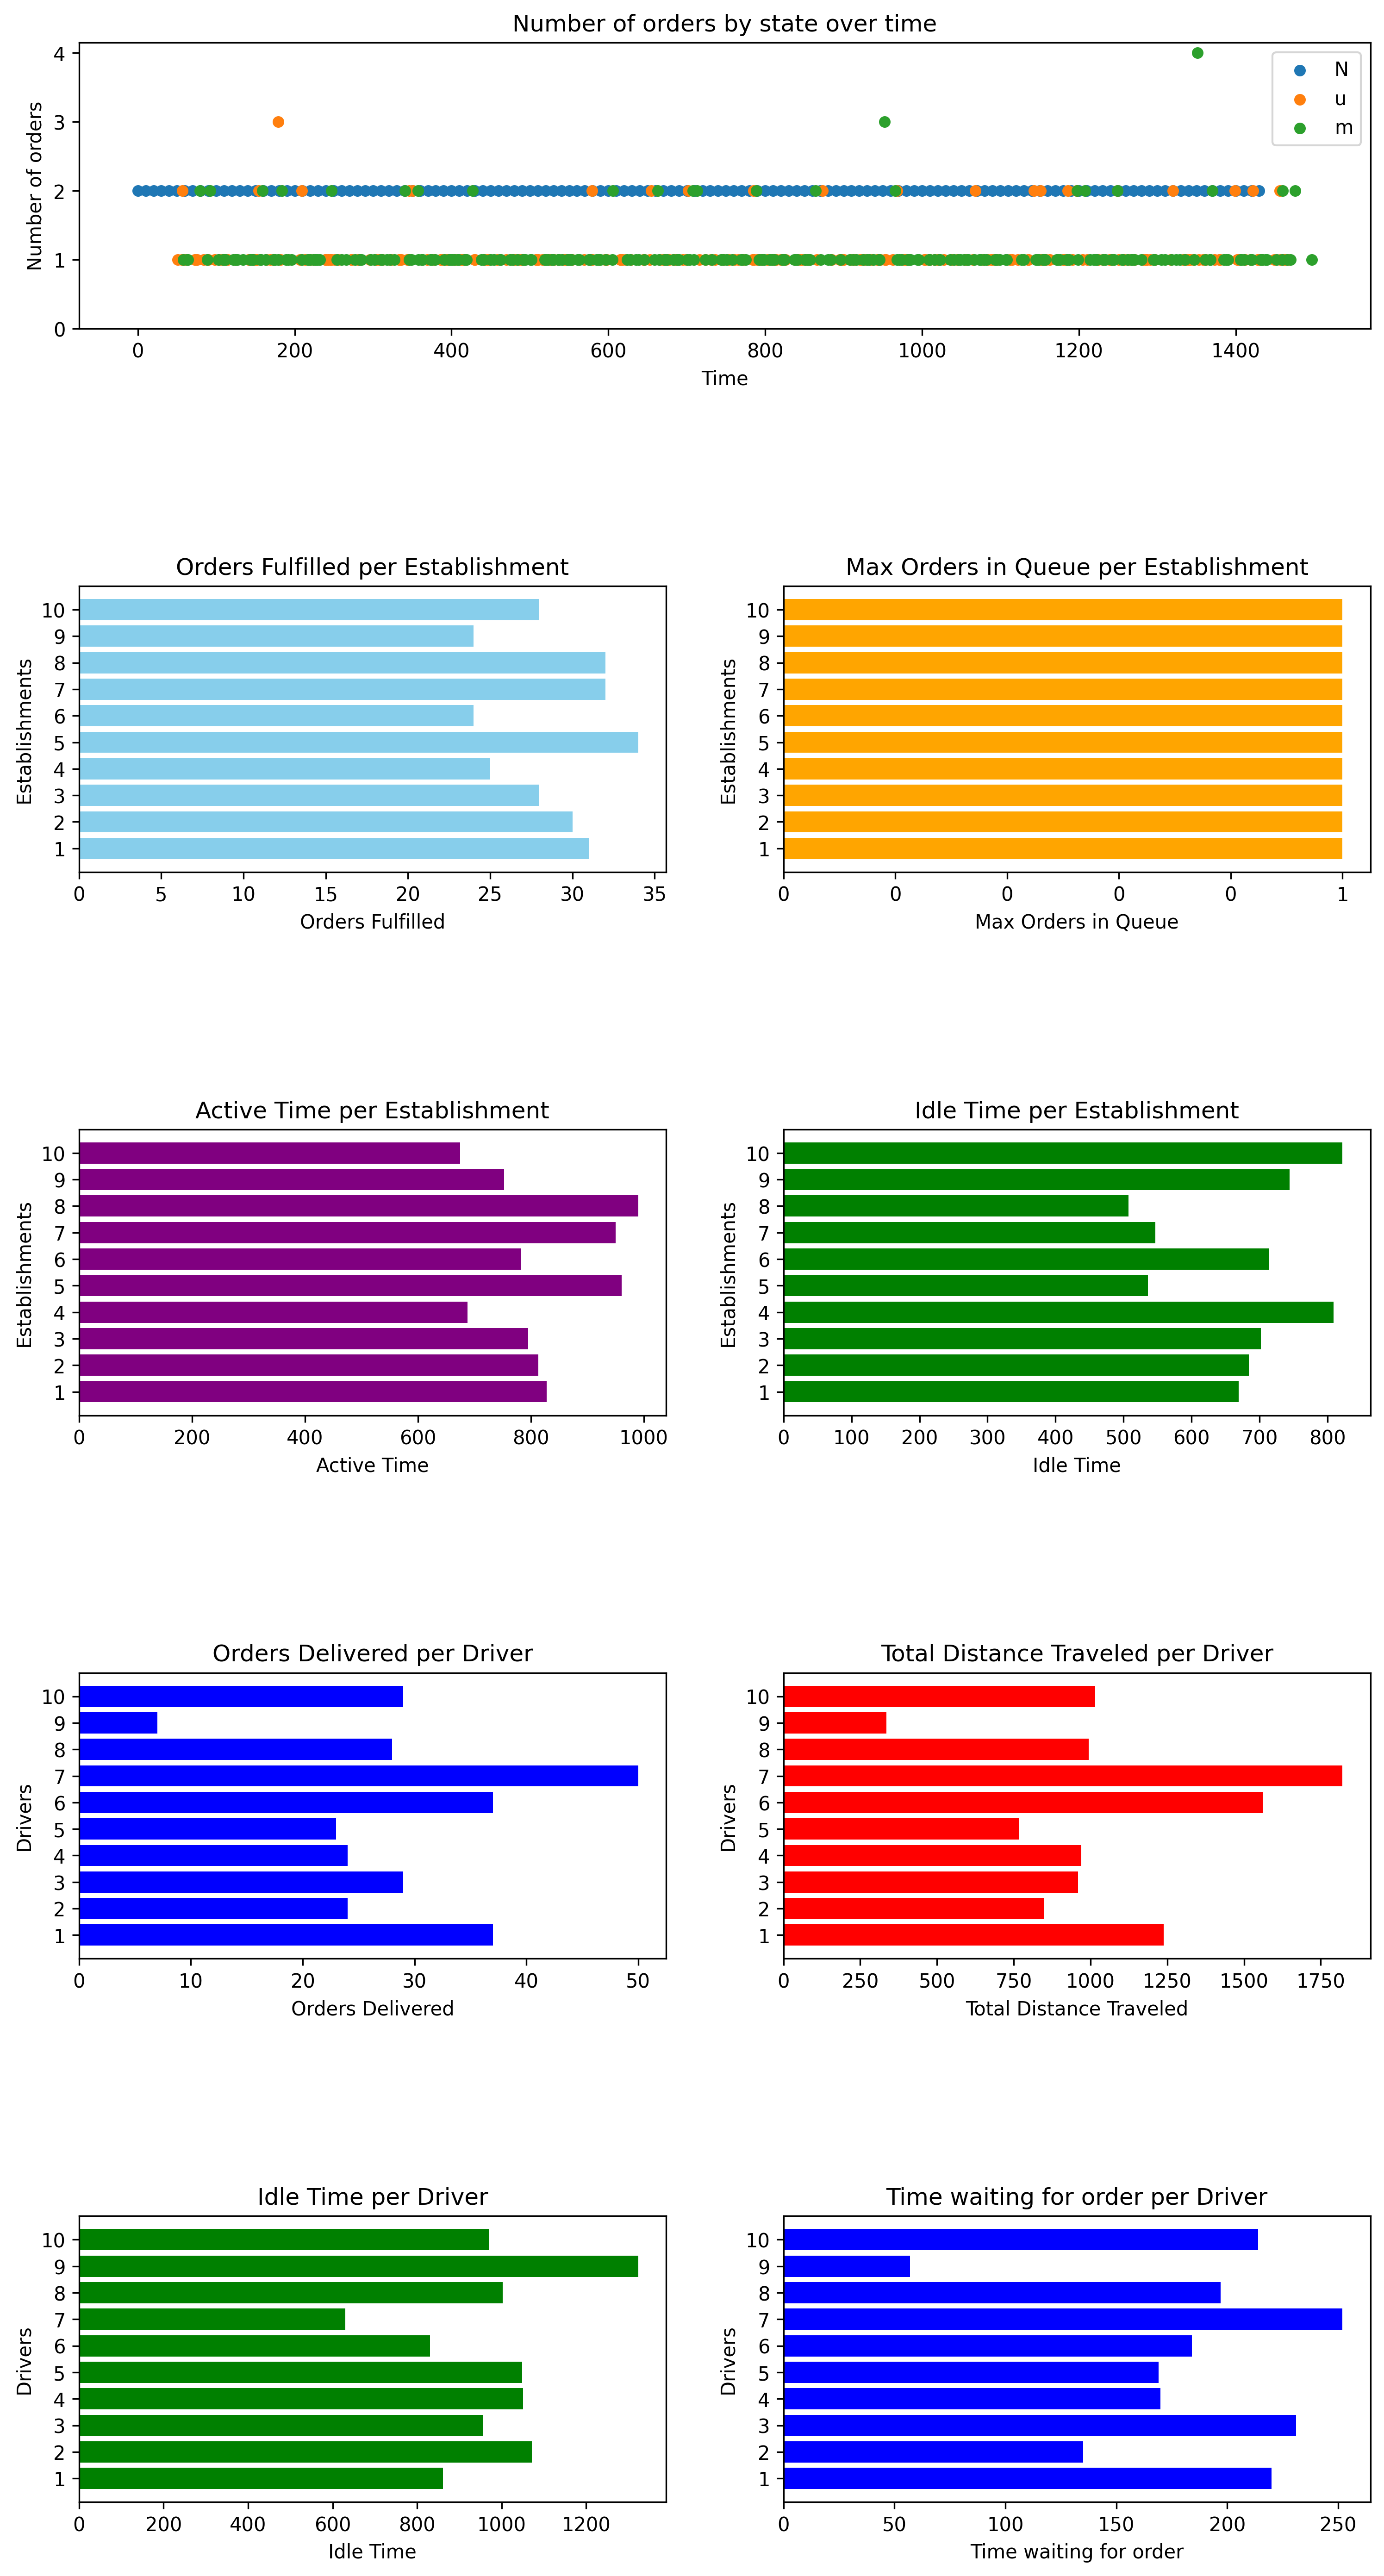 Number of orders by state over time
Number of orders
4
3
2
1
0
N
u
m
0 200 400 600 800 1000 1200 1400
Time
Orders Fulfilled per Establishment
Establishments
10
9
8
7
6
5
4
3
2
1
0 5 10 15 20 25 30 35
Orders Fulfilled
Max Orders in Queue per Establishment
Establishments
10
9
8
7
6
5
4
3
2
1
0 0 0 0 0 1
Max Orders in Queue
Active Time per Establishment
Establishments
10
9
8
7
6
5
4
3
2
1
0 200 400 600 800 1000
Active Time
Idle Time per Establishment
Establishments
10
9
8
7
6
5
4
3
2
1
0 100 200 300 400 500 600 700 800
Idle Time
Orders Delivered per Driver
Drivers
10
9
8
7
6
5
4
3
2
1
0 10 20 30 40 50
Orders Delivered
Total Distance Traveled per Driver
Drivers
10
9
8
7
6
5
4
3
2
1
0 250 500 750 1000 1250 1500 1750
Total Distance Traveled
Idle Time per Driver
Drivers
10
9
8
7
6
5
4
3
2
1
0 200 400 600 800 1000 1200
Idle Time
Time waiting for order per Driver
Drivers
10
9
8
7
6
5
4
3
2
1
0 50 100 150 200 250
Time waiting for order